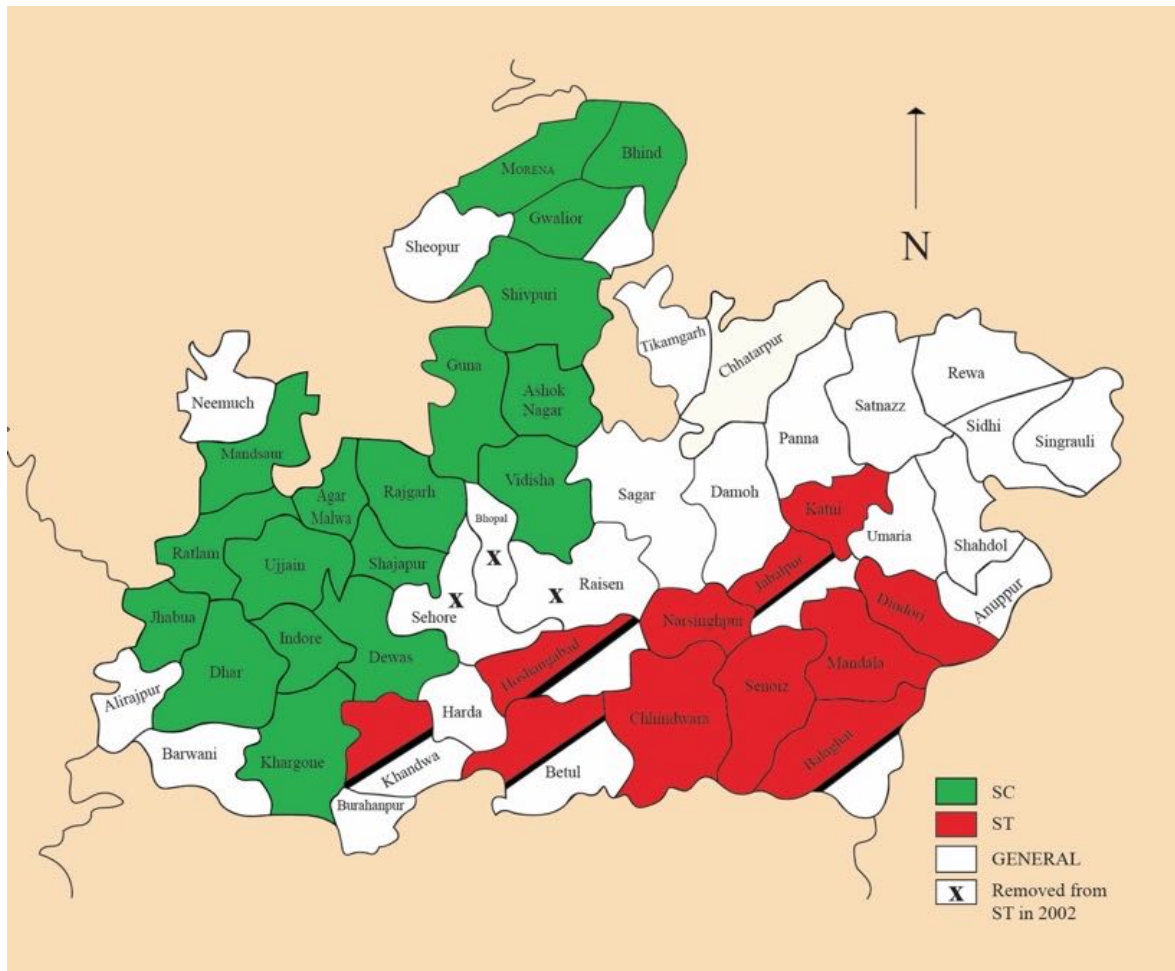 Bhind
MORENA
Gwalior
Sheopur
N
Shivpuri
Tikamgarh
Chhatarpur
Guna
Ashok
Nagar
Rewa
Neemuch
Satnazz
Sidhi
Panna
Singrauli
Mandsaur
Vidisha
Rajgarh
Agar
Malwa
Sagar
Damoh
Katni
Bhopal
Umaria
Shahdol
Ratlam
Ujjain
Shajapur
X
Raisen
Jabalpur
X
X
Sehore
Anuppur
Dindori
Jhabua
Narsinghpur
Indore
Dewas
Hoshangabad
Dhar
Mandala
Alirajpur
Senoiz
Harda
Chhindwara
Barwani
Khargone
Khandwa
Betul
Balaghat
Burahanpur
SC
ST
GENERAL
X Removed from
ST in 2002